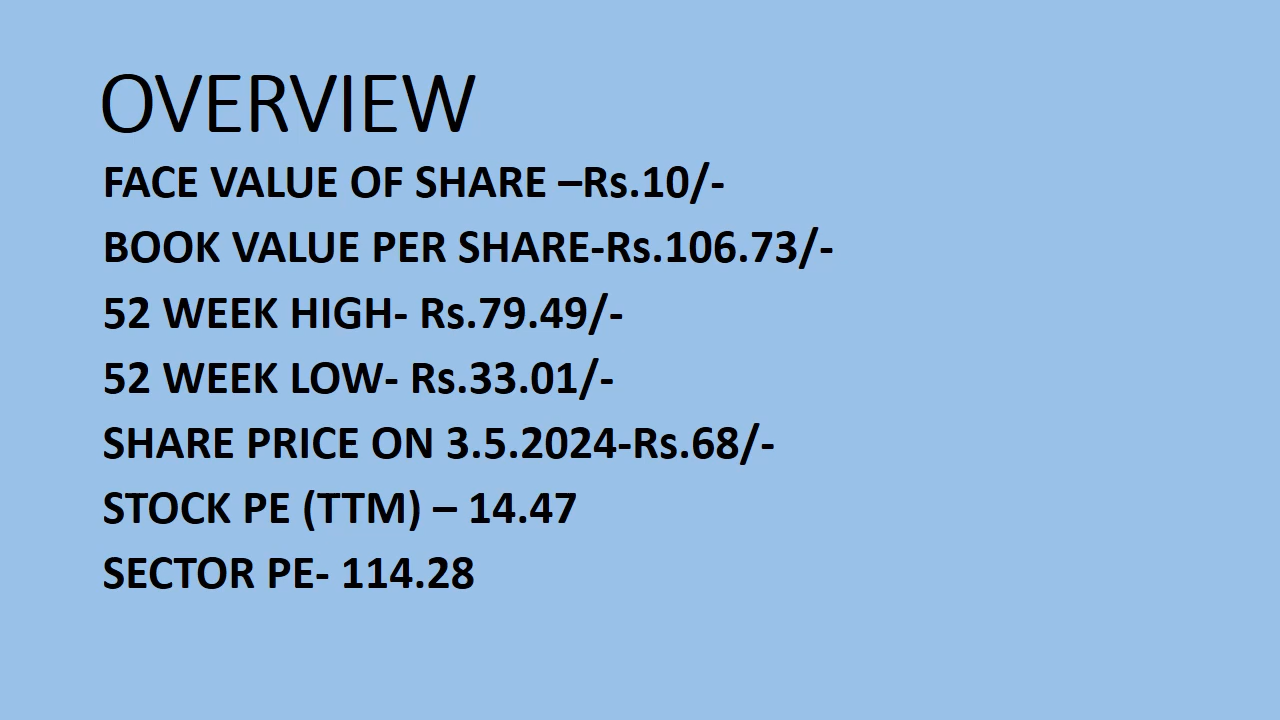 OVERVIEW
FACE VALUE OF SHARE –Rs.10/-
BOOK VALUE PER SHARE-Rs.106.73/-
52 WEEK HIGH- Rs.79.49/-
52 WEEK LOW- Rs.33.01/-
SHARE PRICE ON 3.5.2024-Rs.68/-
STOCK PE (TTM) – 14.47
SECTOR PE- 114.28